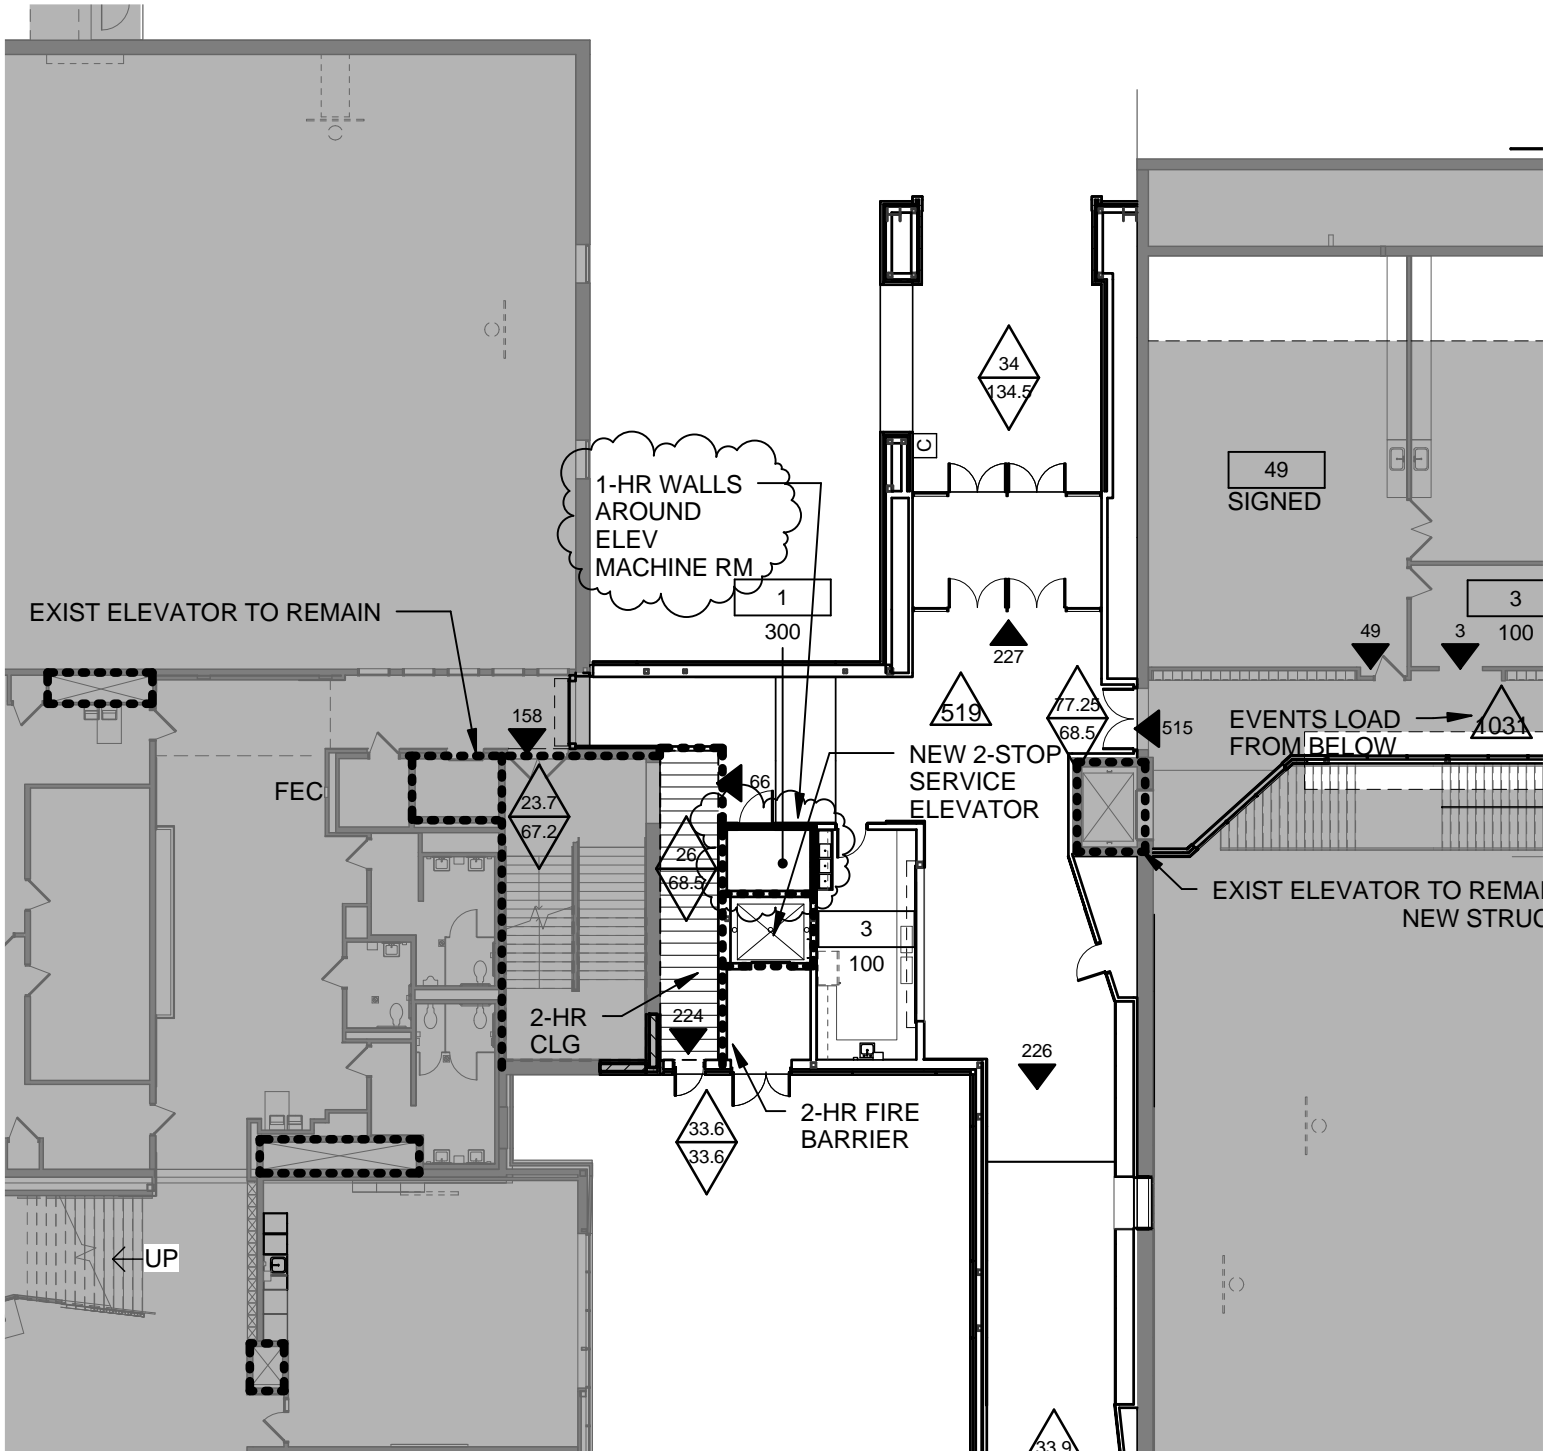 34
134.5
C
1-HR WALLS
AROUND
ELEV
MACHINE RM
49
SIGNED
1
300
EXIST ELEVATOR TO REMAIN
3
100
49
3
227
158
519
77.25
68.5
515
EVENTS LOAD
FROM BELOW
1031
NEW 2-STOP
SERVICE
ELEVATOR
FEC
66
23.7
67.2
26
68.5
EXIST ELEVATOR TO REMAI
NEW STRUC
3
100
2-HR
CLG
224
226
2-HR FIRE
BARRIER
33.6
33.6
UP
33.9